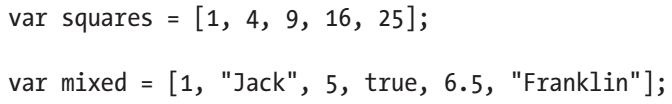 var squares = [1, 4, 9, 16, 25];
var mixed = [1, "Jack", 5, true, 6.5, "Franklin"];